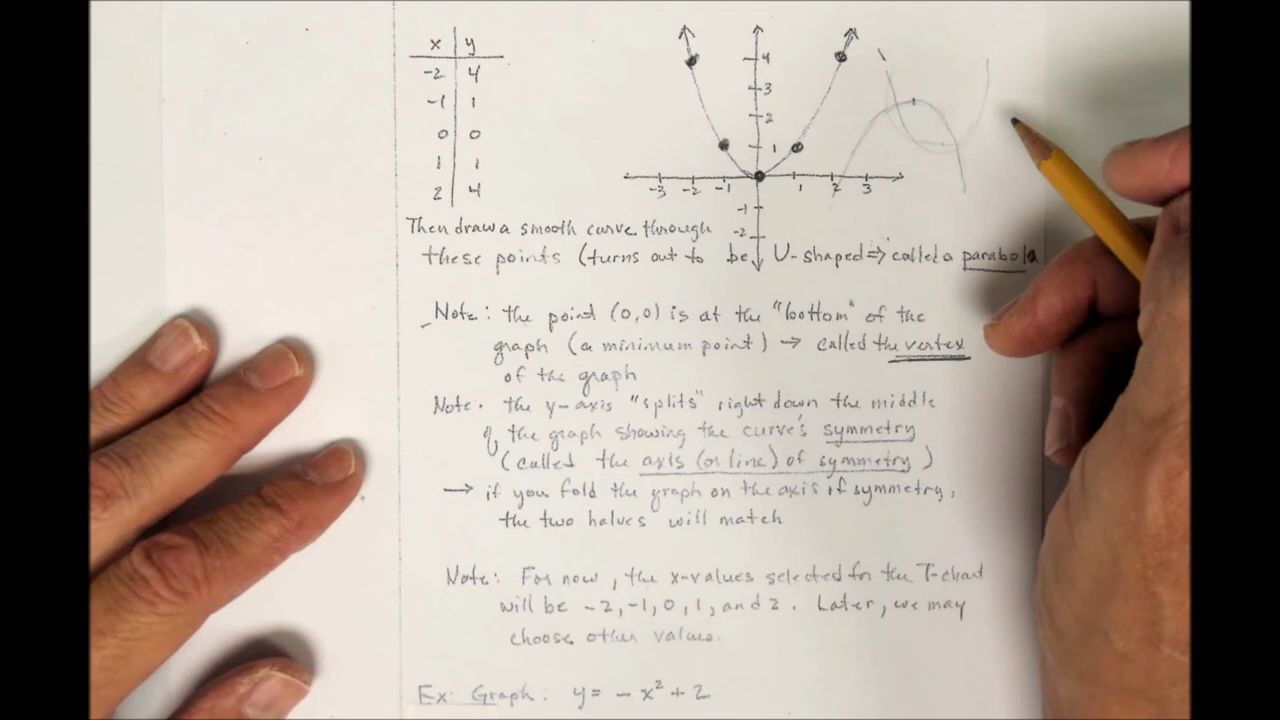 x y
-2 4
-1 1
0 0
1 1
2 4
4
3
2
1
-3 -2 -1 1 2 3
-1
-2
Then draw a smooth curve through
these points (turns out to be U-shaped => called a parabola
Note: the point (0,0) is at the "bottom" of the
graph (a minimum point) → called the vertex
of the graph
Note. the y-axis "splits" right down the middle
of the graph showing the curve's symmetry
(called the axis (or line) of symmetry)
→ if you fold the graph on the axis of symmetry,
the two halves will match
Note: For now, the x-values selected for the T-chart
will be -2, -1, 0, 1, and 2. Later, we may
choose other values.
Ex: Graph: y = - x² + 2